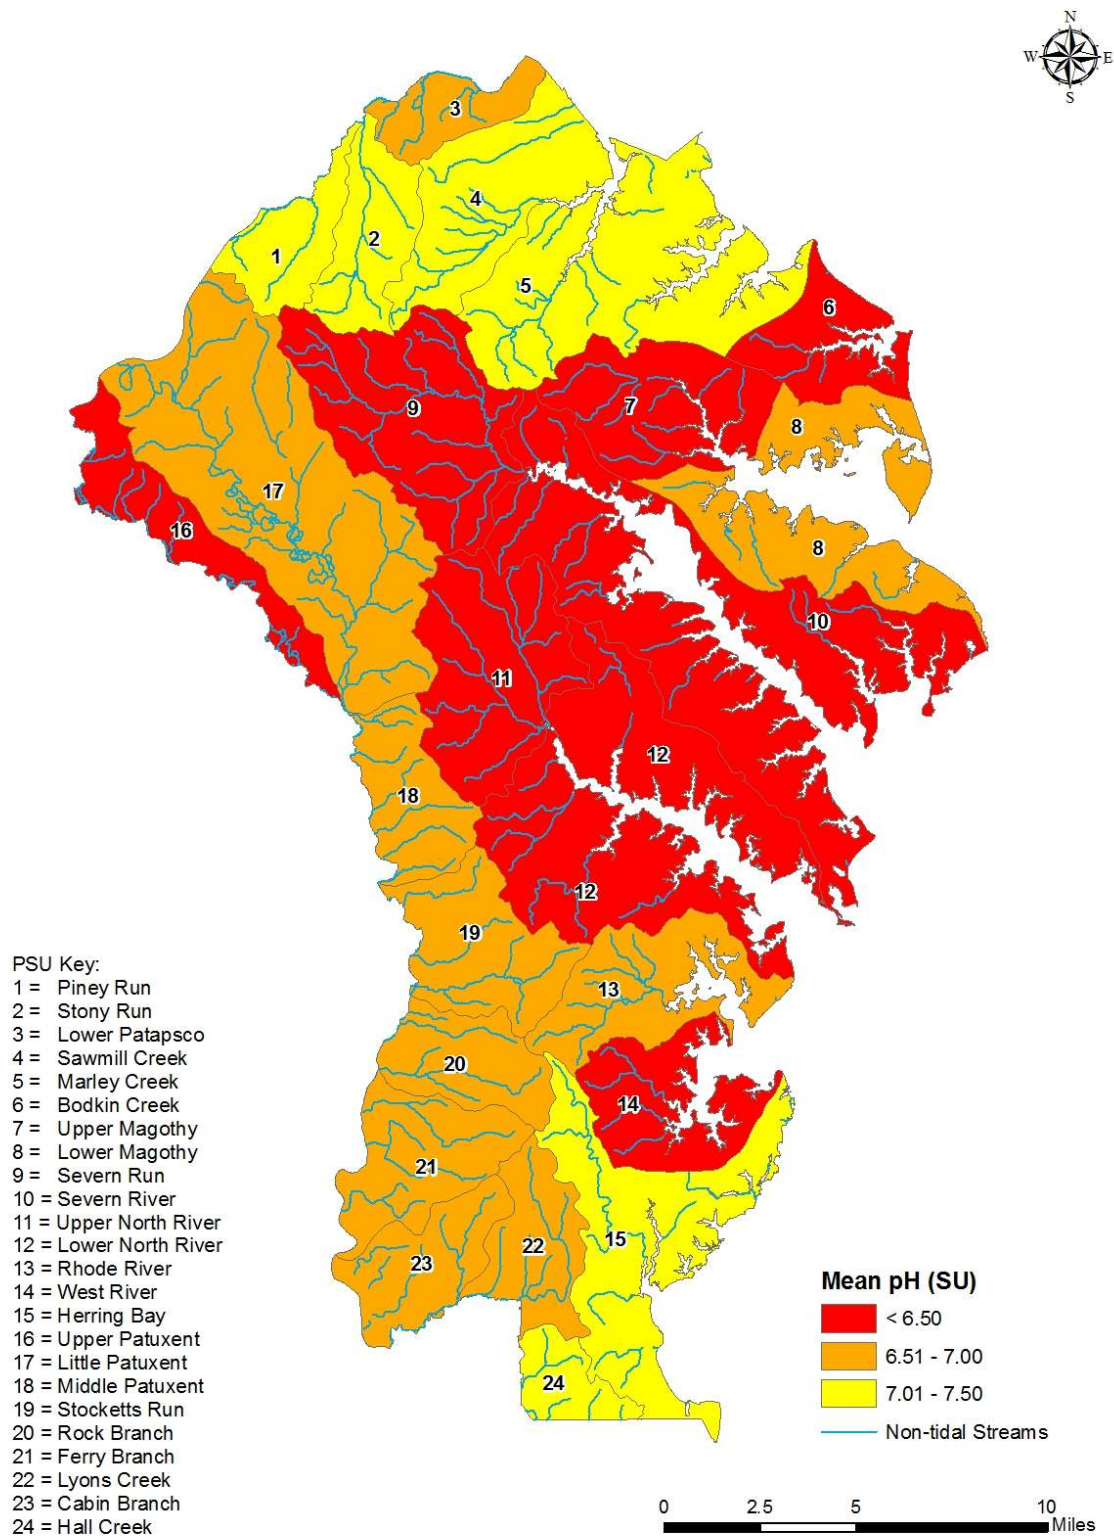 N
W E
S
3
4
2
1
5
6
7
9
8
17
16
8
10
11
12
18
12
19
13
20
14
21
15
22
23
24
PSU Key:
1 = Piney Run
2 = Stony Run
3 = Lower Patapsco
4 = Sawmill Creek
5 = Marley Creek
6 = Bodkin Creek
7 = Upper Magothy
8 = Lower Magothy
9 = Severn Run
10 = Severn River
11 = Upper North River
12 = Lower North River
13 = Rhode River
14 = West River
15 = Herring Bay
16 = Upper Patuxent
17 = Little Patuxent
18 = Middle Patuxent
19 = Stocketts Run
20 = Rock Branch
21 = Ferry Branch
22 = Lyons Creek
23 = Cabin Branch
24 = Hall Creek
Mean pH (SU)
< 6.50
6.51 - 7.00
7.01 - 7.50
Non-tidal Streams
0 2.5 5 10
Miles